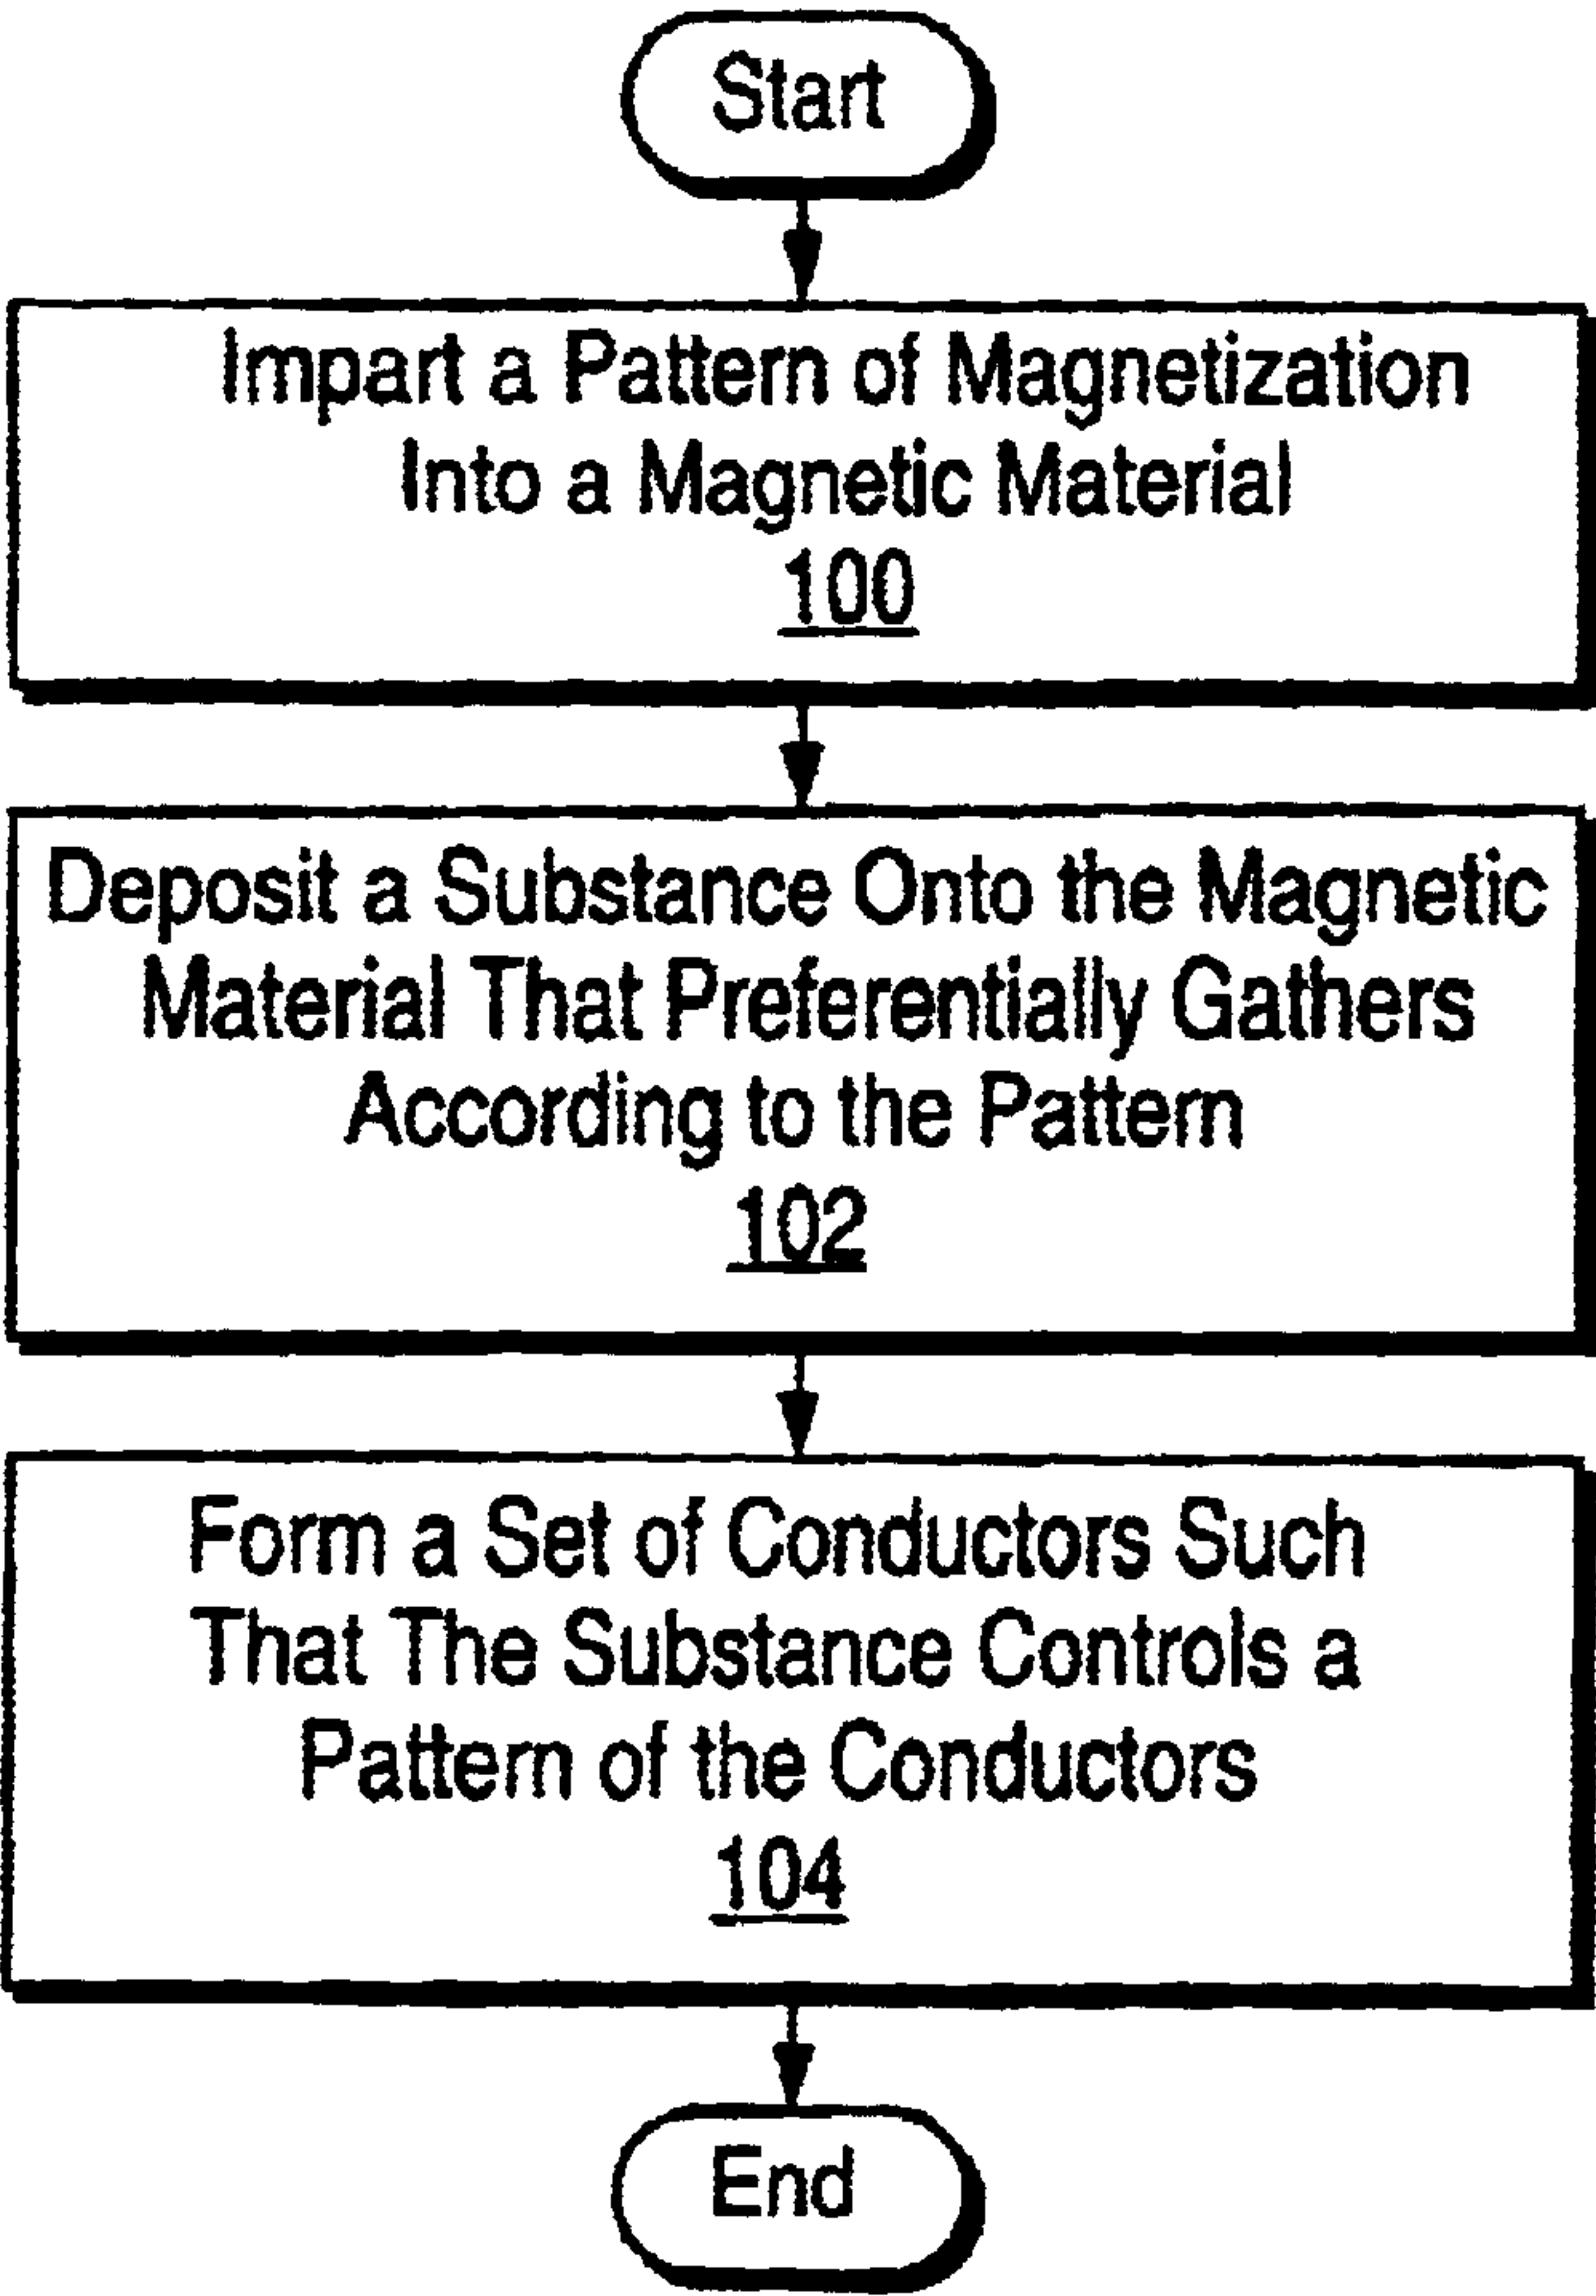 Start
Impart a Pattern of Magnetization
Into a Magnetic Material
100
Deposit a Substance Onto the Magnetic
Material That Preferentially Gathers
According to the Pattern
102
Form a Set of Conductors Such
That The Substance Controls a
Pattern of the Conductors
104
End